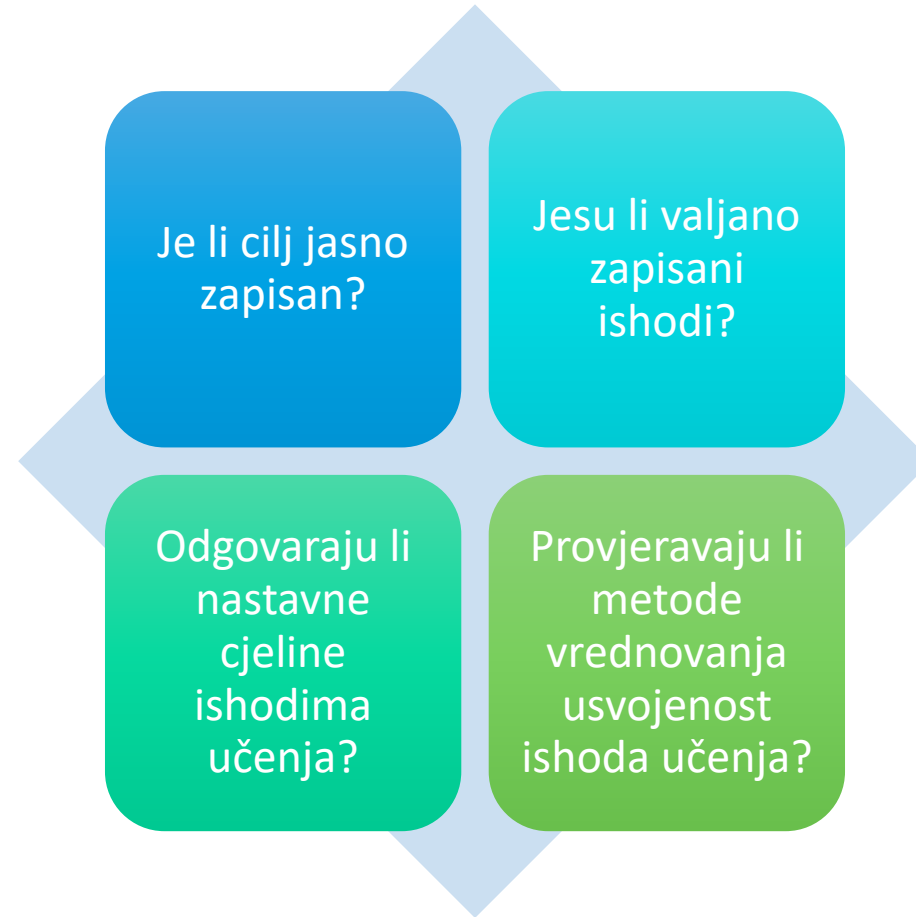 Je li cilj jasno
zapisan?
Jesu li valjano
zapisani
ishodi?
Odgovaraju li
nastavne
cjeline
ishodima
učenja?
Provjeravaju li
metode
vrednovanja
usvojenost
ishoda učenja?